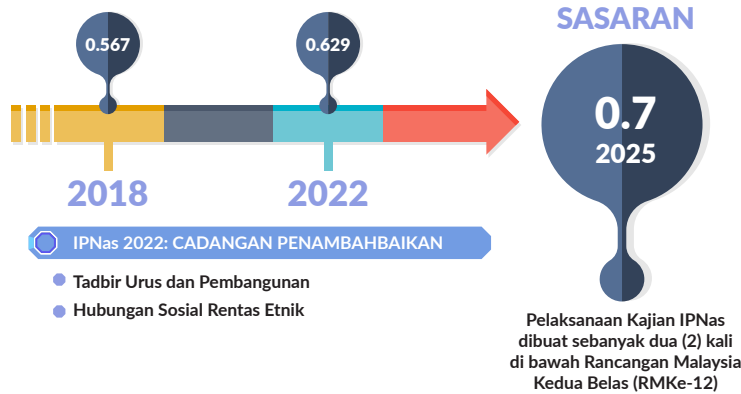 SASARAN
0.567
0.629
0.7
2025
2018
2022
IPNas 2022: CADANGAN PENAMBAHBAIKAN
Tadbir Urus dan Pembangunan
Hubungan Sosial Rentas Etnik
Pelaksanaan Kajian IPNas
dibuat sebanyak dua (2) kali
di bawah Rancangan Malaysia
Kedua Belas (RMKe-12)